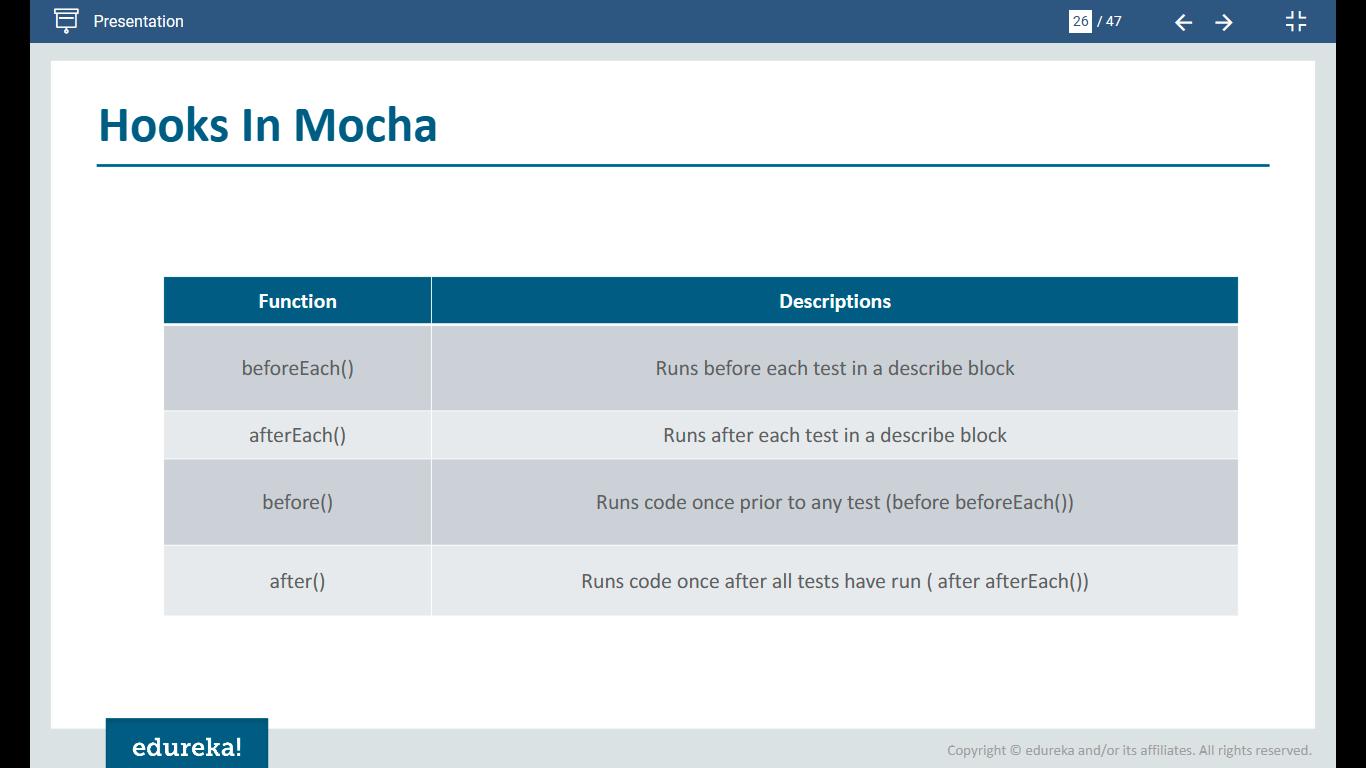 Presentation
26 / 47
Hooks In Mocha
Function Descriptions
beforeEach() Runs before each test in a describe block
afterEach() Runs after each test in a describe block
before() Runs code once prior to any test (before beforeEach())
after() Runs code once after all tests have run ( after afterEach())
edureka!
Copyright © edureka and/or its affiliates. All rights reserved.